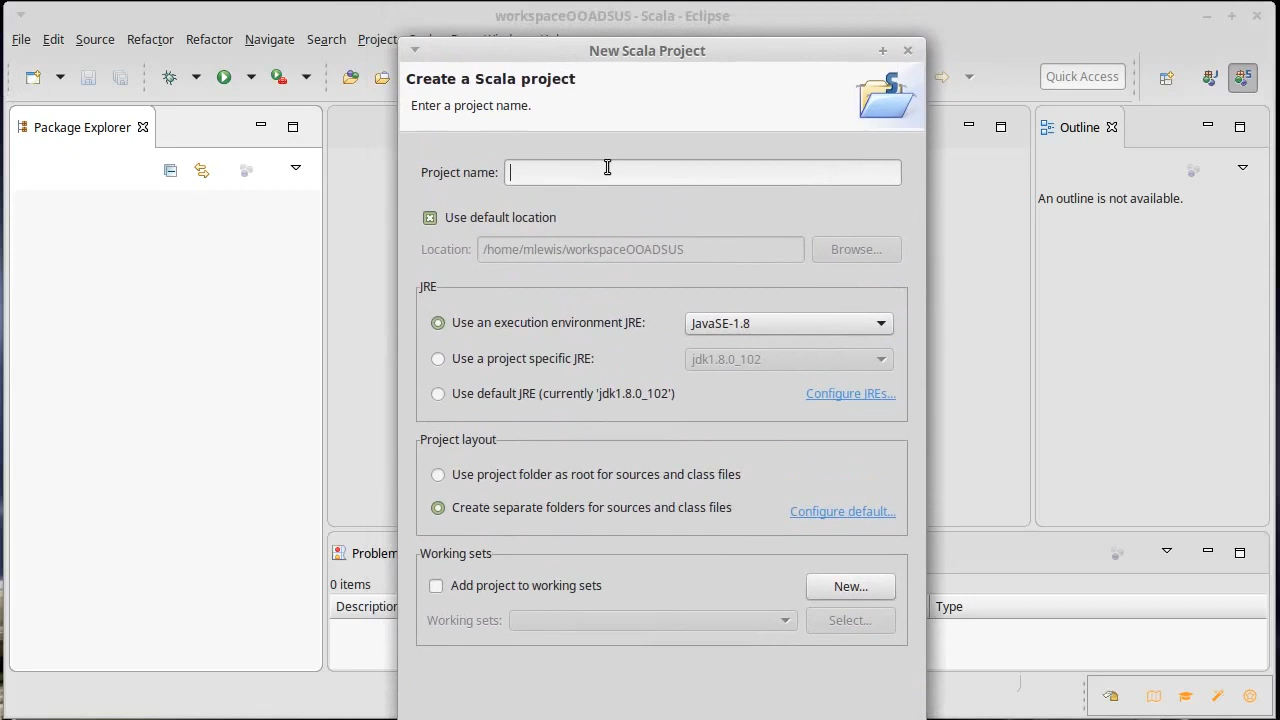 workspaceOOADSUS - Scala - Eclipse
File Edit Source Refactor Refactor Navigate Search Project
New Scala Project
Create a Scala project
Enter a project name.
Quick Access
Package Explorer
Outline
An outline is not available.
Project name:
Use default location
Location: /home/mlewis/workspaceOOADSUS Browse...
JRE
Use an execution environment JRE: JavaSE-1.8
Use a project specific JRE: jdk1.8.0_102
Use default JRE (currently 'jdk1.8.0_102') Configure JREs...
Project layout
Use project folder as root for sources and class files
Create separate folders for sources and class files Configure default...
Working sets
Add project to working sets New...
Working sets: Select...
Problem
0 items
Description Type